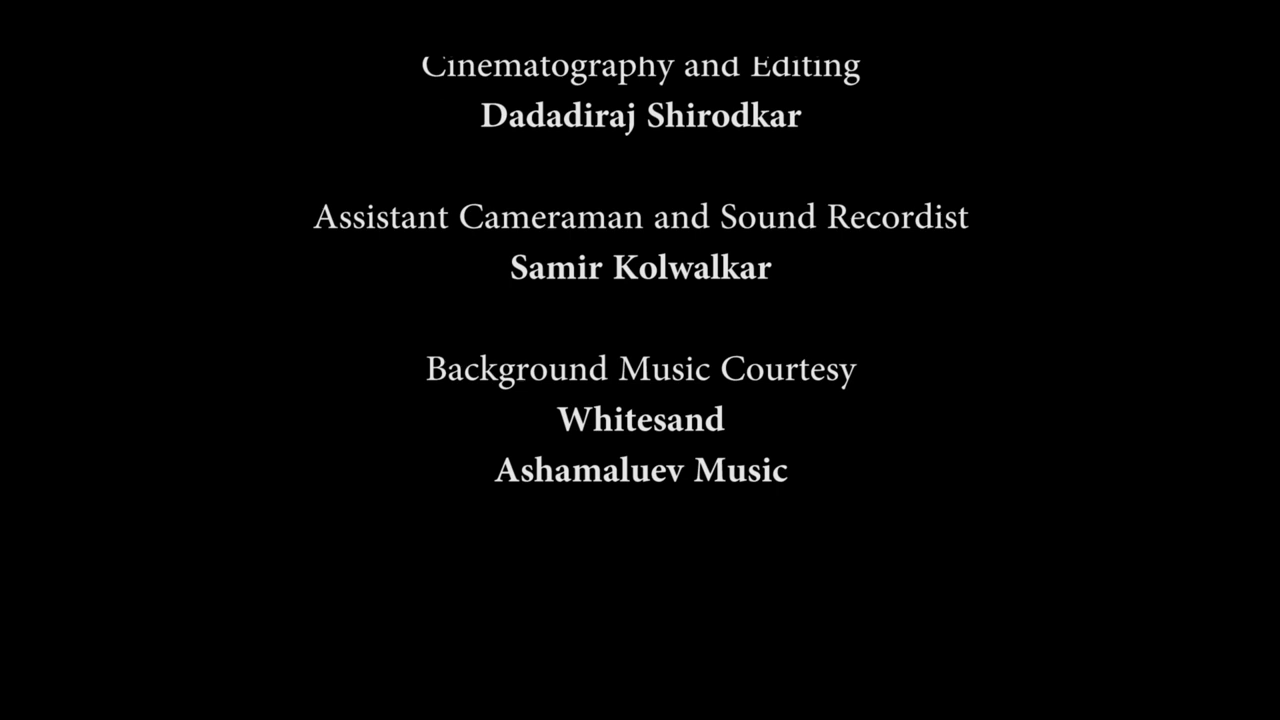 Cinematography and Editing
Dadadiraj Shirodkar
Assistant Cameraman and Sound Recordist
Samir Kolwalkar
Background Music Courtesy
Whitesand
Ashamaluev Music